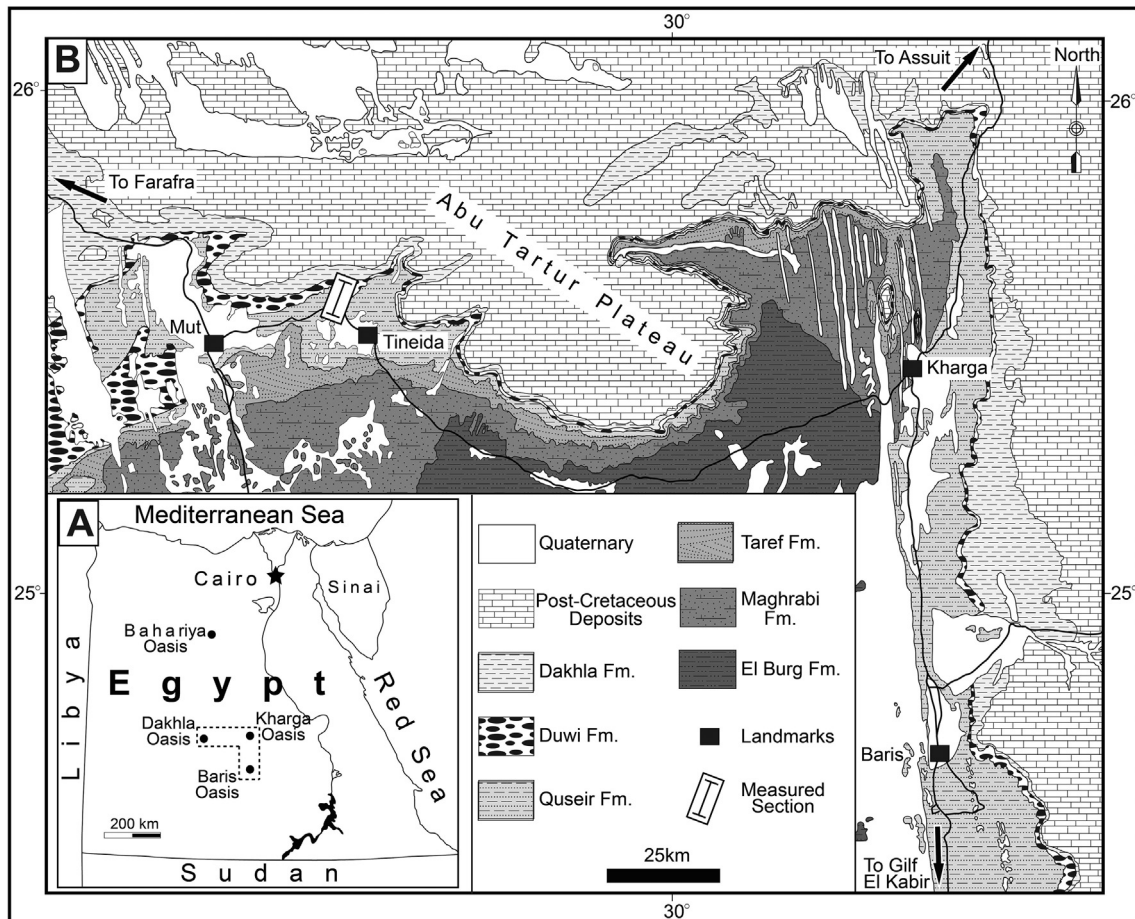 30°
B
26°
To Assuit
North
26°
To Farafra
Abu Tartur Plateau
Mut
Tineida
Kharga
A
Mediterranean Sea
Cairo
Sinai
Bahariya
Oasis
Libya
Egypt
Red Sea
Dakhla
Oasis
Kharga
Oasis
Baris
Oasis
200 km
Sudan
Quaternary
Post-Cretaceous
Deposits
Dakhla Fm.
Duwi Fm.
Quseir Fm.
Taref Fm.
Maghrabi
Fm.
El Burg Fm.
Landmarks
Measured
Section
25km
25°
25°
Baris
To Gilf
El Kabir
30°